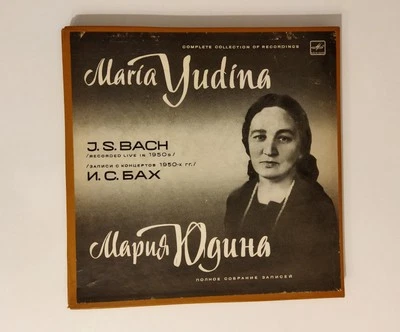 COMPLETE COLLECTION OF RECORDINGS
Maria Yudina
J. S. BACH
/RECORDED LIVE IN 1950s/
/ЗАПИСИ С КОНЦЕРТОВ 1950-х гг./
И. С. БАХ
Мария Юдина
ПОЛНОЕ СОБРАНИЕ ЗАПИСЕЙ